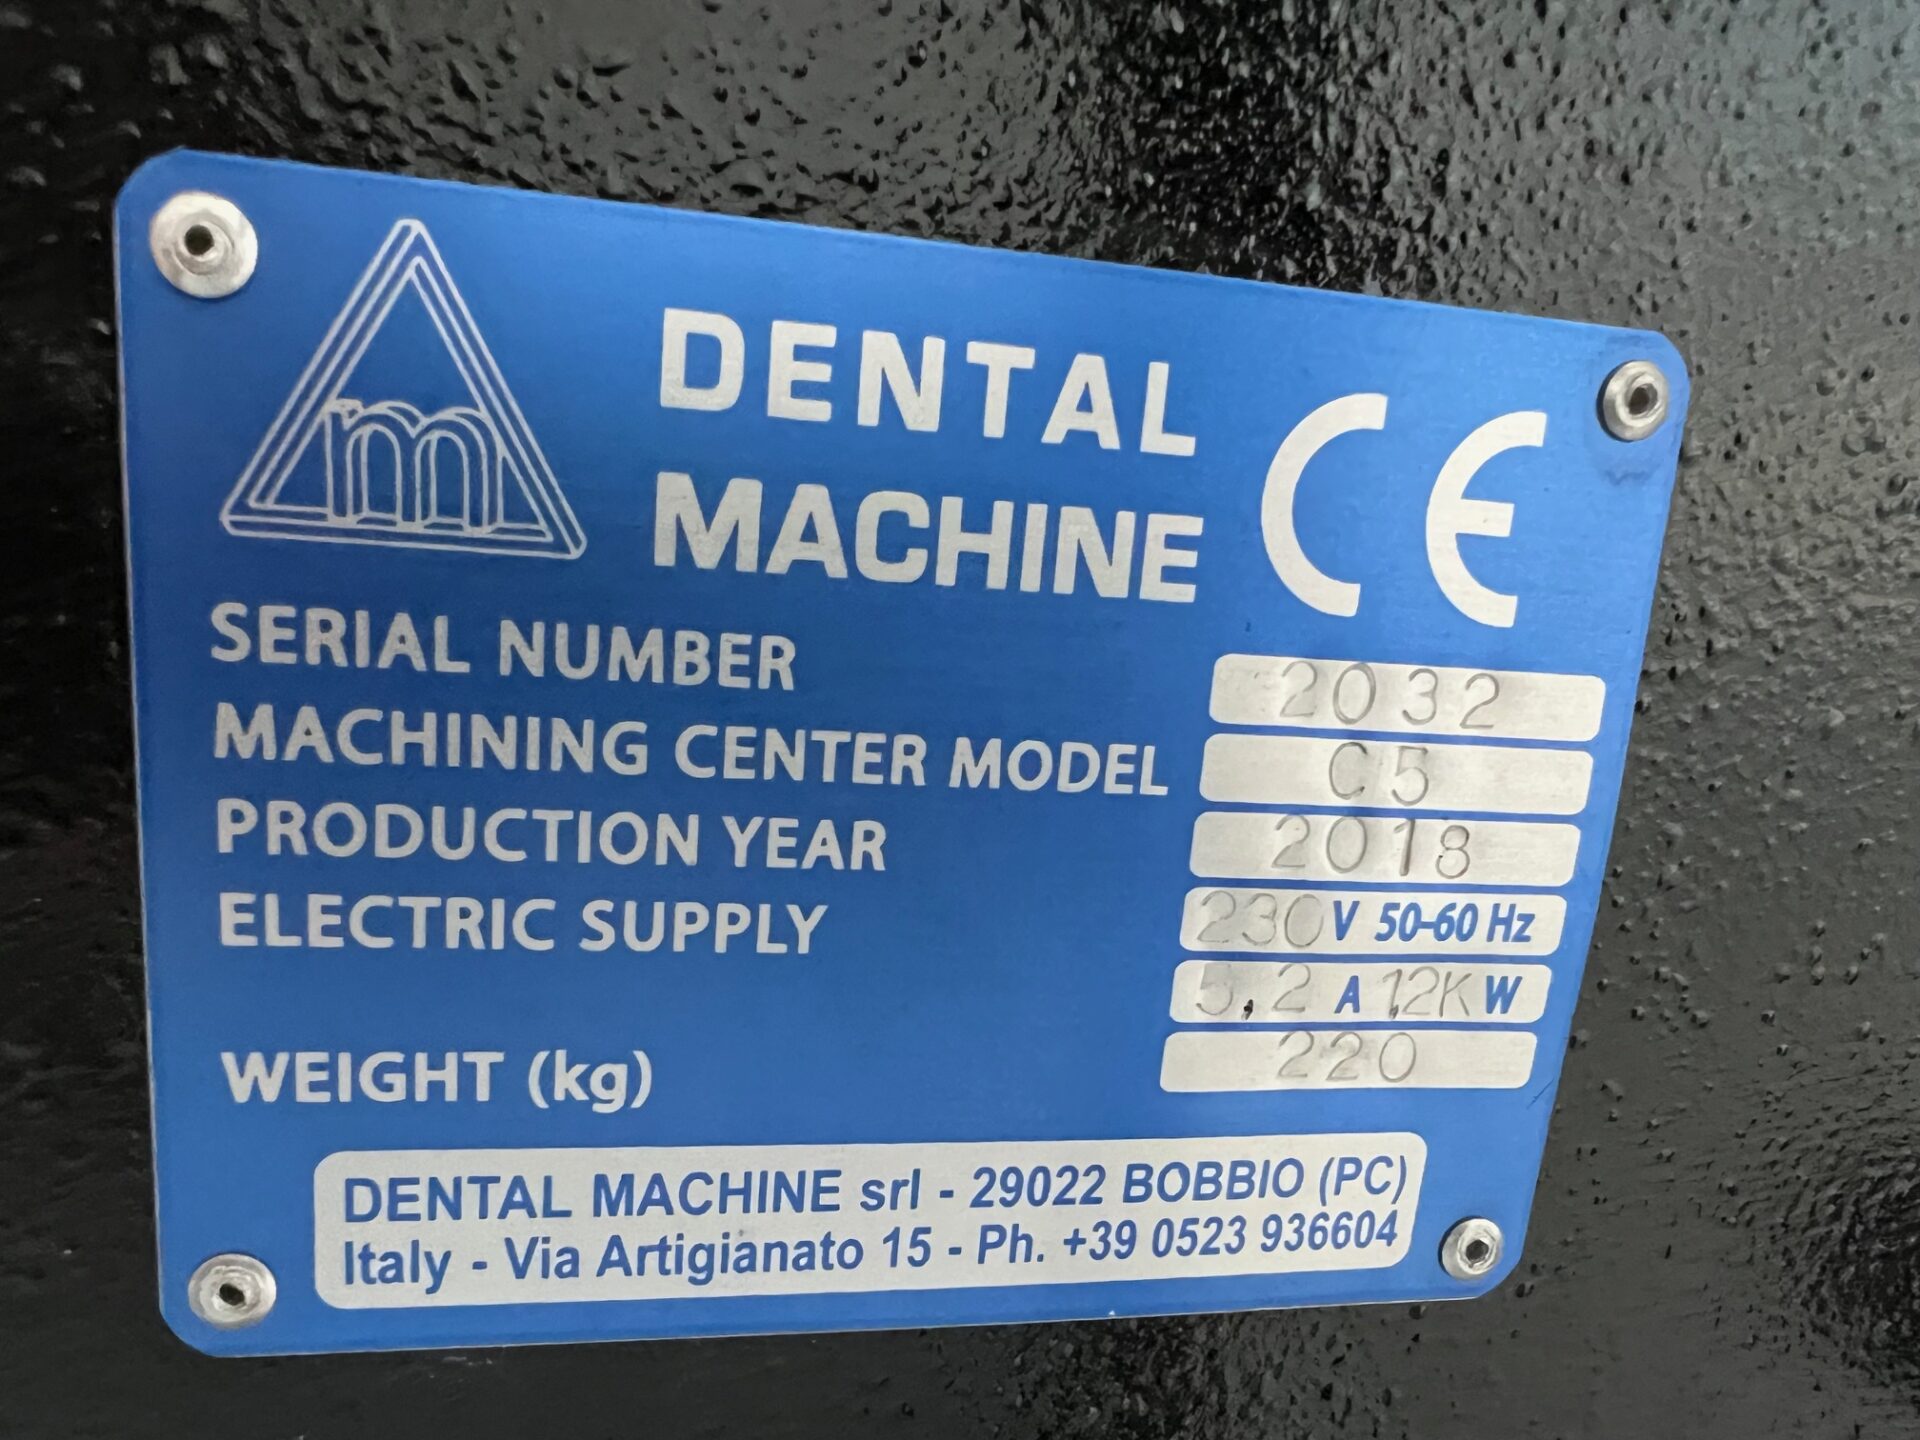 m
DENTAL
MACHINE
CE
SERIAL NUMBER 2032
MACHINING CENTER MODEL C5
PRODUCTION YEAR 2018
ELECTRIC SUPPLY 230 V 50-60 Hz
5,2 A 1,2K W
WEIGHT (kg) 220
DENTAL MACHINE srl - 29022 BOBBIO (PC)
Italy - Via Artigianato 15 - Ph. +39 0523 936604